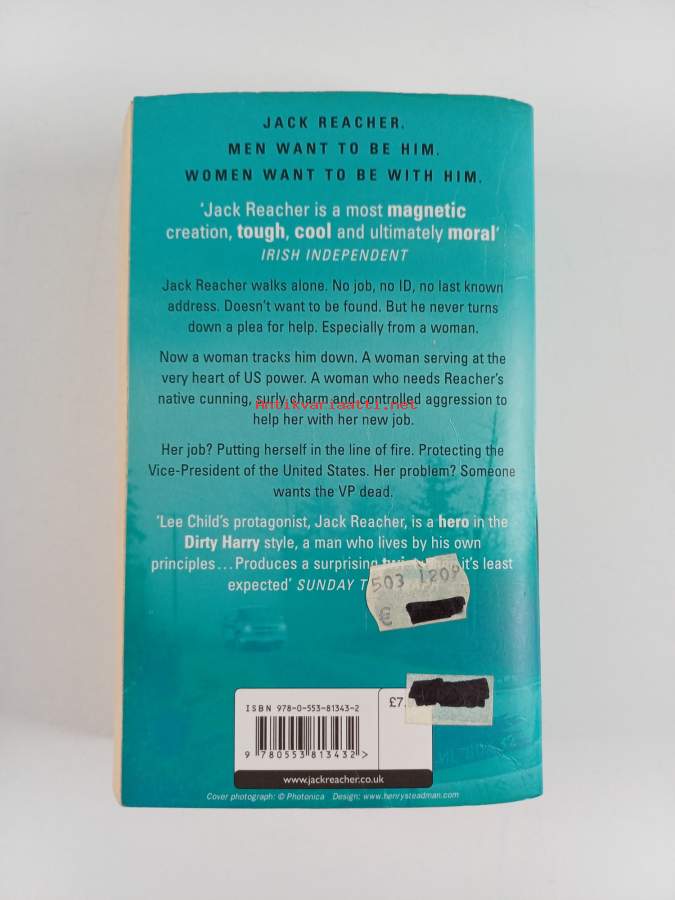 JACK REACHER.
MEN WANT TO BE HIM.
WOMEN WANT TO BE WITH HIM.
'Jack Reacher is a most magnetic
creation, tough, cool and ultimately moral'
IRISH INDEPENDENT
Jack Reacher walks alone. No job, no ID, no last known
address. Doesn't want to be found. But he never turns
down a plea for help. Especially from a woman.
Now a woman tracks him down. A woman serving at the
very heart of US power. A woman who needs Reacher's
native cunning, surly charm and controlled aggression to
Antikvariaatti.net
help her with her new job.
Her job? Putting herself in the line of fire. Protecting the
Vice-President of the United States. Her problem? Someone
wants the VP dead.
'Lee Child's protagonist, Jack Reacher, is a hero in the
Dirty Harry style, a man who lives by his own
principles...Produces a surprising it's least
expected' SUNDAY
503 1209
€
ISBN 978-0-553-81343-2
£7.
9 780553 813432 >
www.jackreacher.co.uk
Cover photograph: © Photonica Design: www.henrysteadman.com